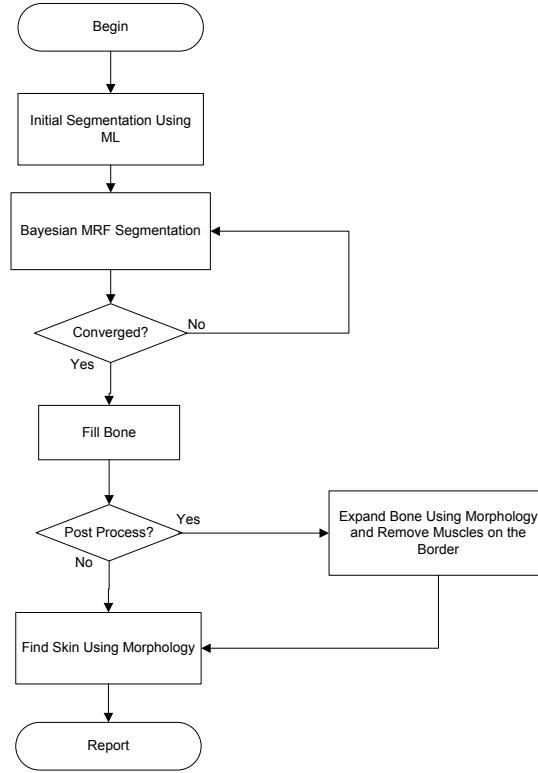 Begin
Initial Segmentation Using
ML
Bayesian MRF Segmentation
Converged?
No
Yes
Fill Bone
Post Process?
Yes
No
Expand Bone Using Morphology
and Remove Muscles on the
Border
Find Skin Using Morphology
Report